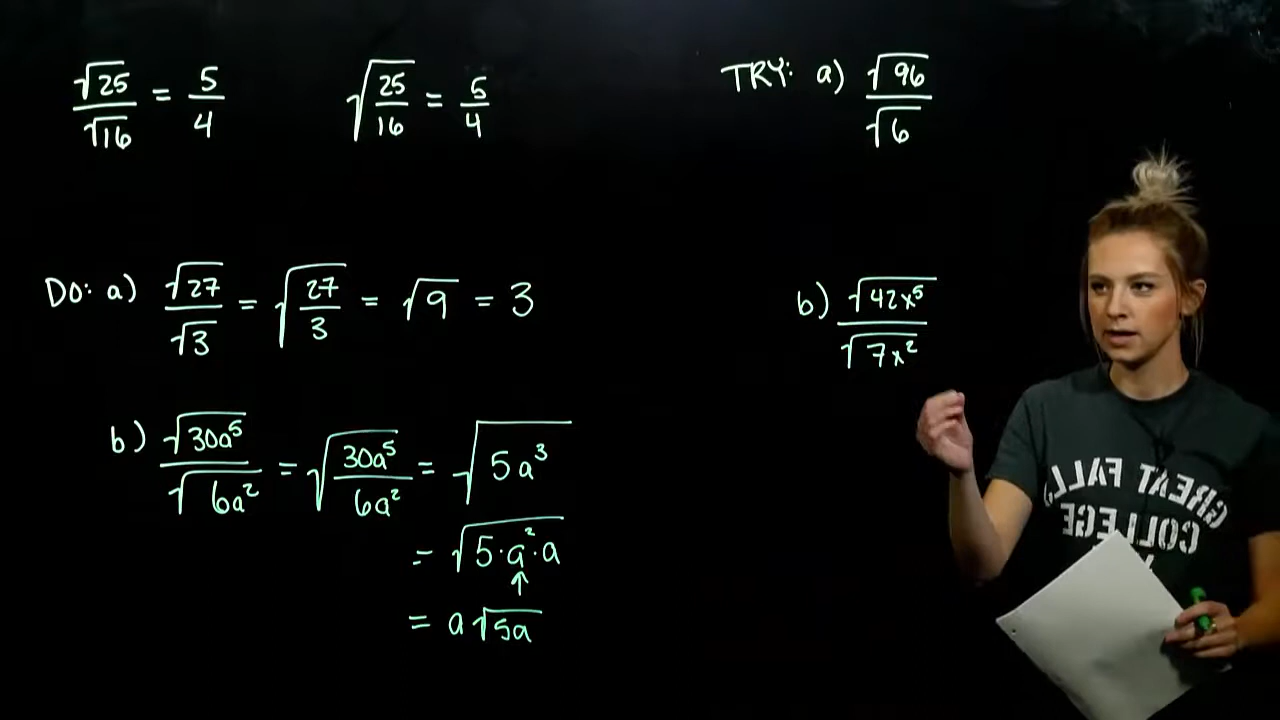 √25/√16 = 5/4
√(25/16) = 5/4
DO: a) √27/√3 = √(27/3) = √9 = 3
b) √30a⁵/√6a² = √(30a⁵/6a²) = √5a³
= √5·a²·a
↑
= a√5a
TRY: a) √96/√6
b) √42x⁵/√7x²
GREAT FALLS
COLLEGE